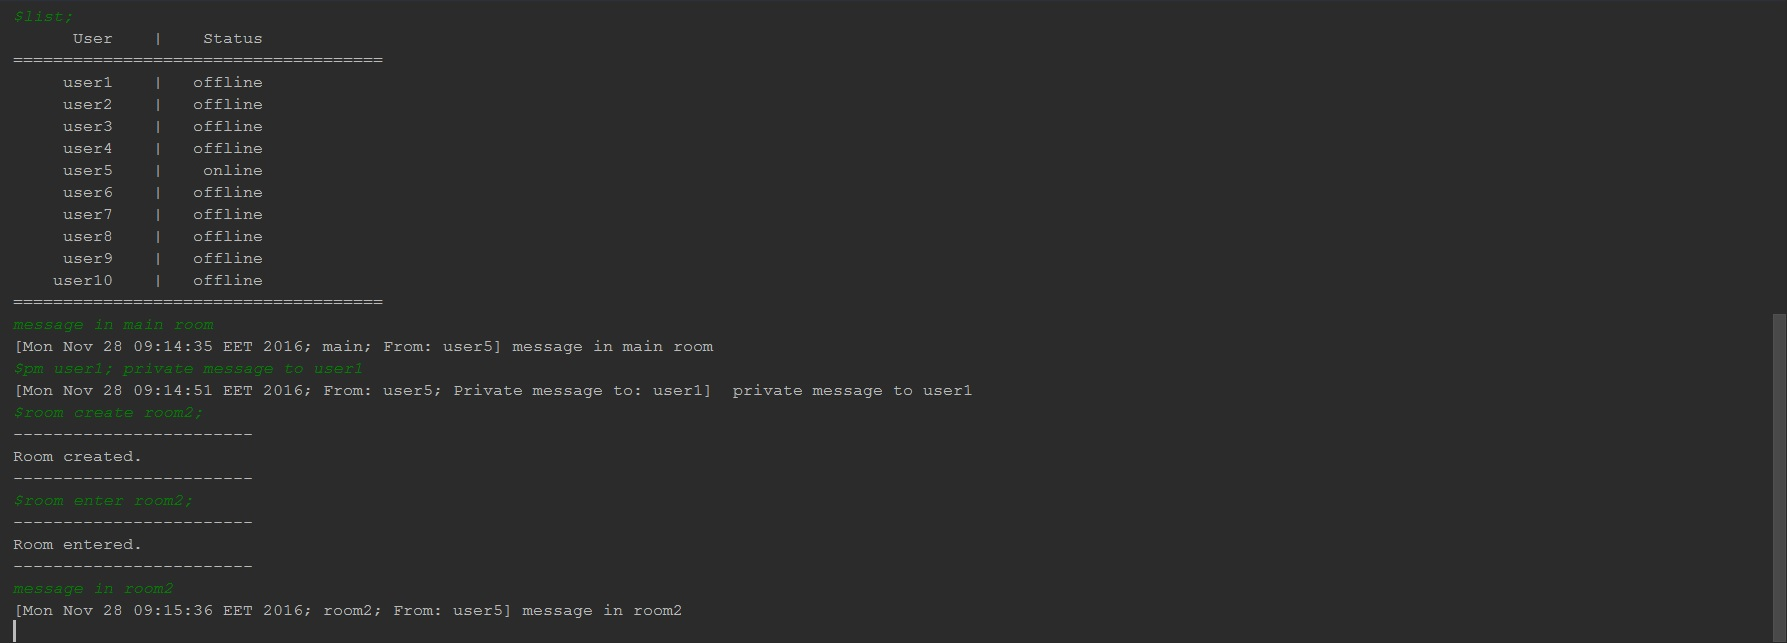 $list;
User | Status
=====================================
user1 | offline
user2 | offline
user3 | offline
user4 | offline
user5 | online
user6 | offline
user7 | offline
user8 | offline
user9 | offline
user10 | offline
=====================================
message in main room
[Mon Nov 28 09:14:35 EET 2016; main; From: user5] message in main room
$pm user1; private message to user1
[Mon Nov 28 09:14:51 EET 2016; From: user5; Private message to: user1]  private message to user1
$room create room2;
------------------------
Room created.
------------------------
$room enter room2;
------------------------
Room entered.
------------------------
message in room2
[Mon Nov 28 09:15:36 EET 2016; room2; From: user5] message in room2